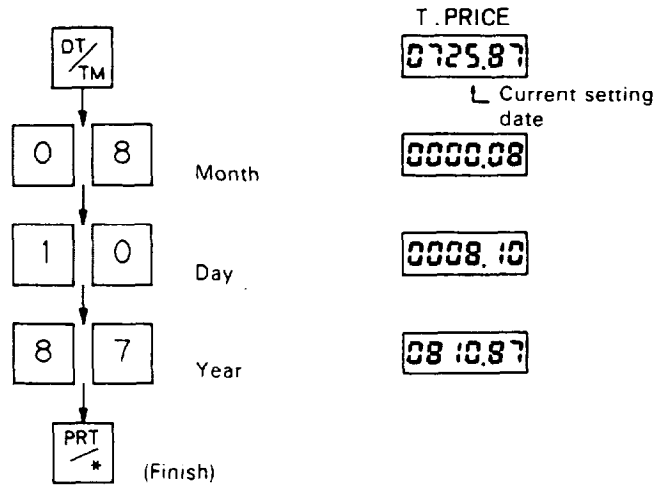 T.PRICE
DT/TM
0725.87
Current setting
date
0 8 Month 0000.08
1 0 Day 0008.10
8 7 Year 0810.87
PRT/* (Finish)